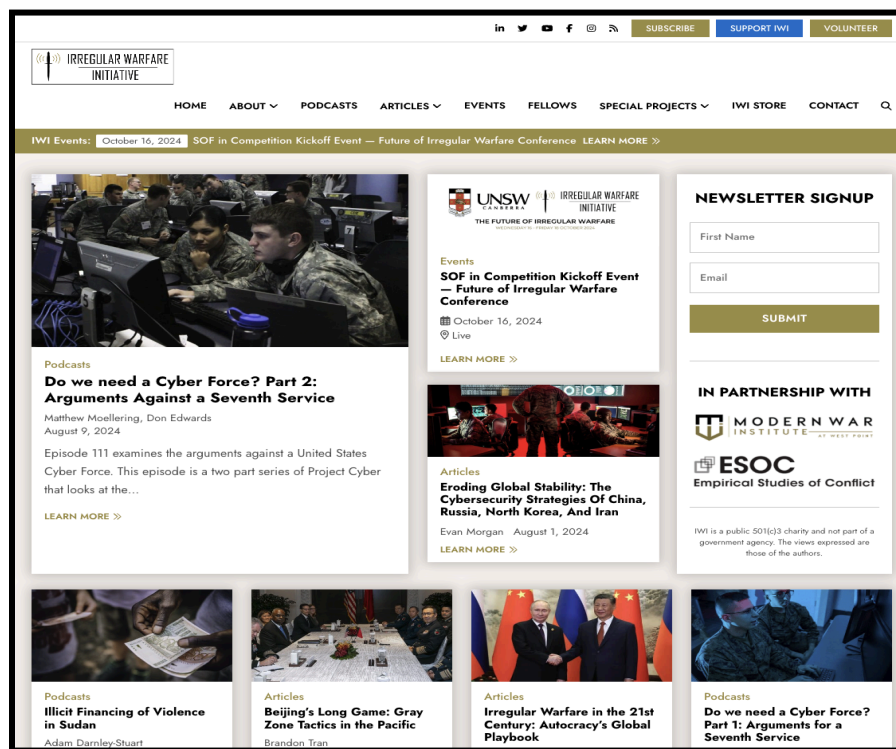 SUBSCRIBE
SUPPORT IWI
VOLUNTEER
IRREGULAR WARFARE
INITIATIVE
HOME
ABOUT
PODCASTS
ARTICLES
EVENTS
FELLOWS
SPECIAL PROJECTS
IWI STORE
CONTACT
IWI Events: October 16, 2024 SOF in Competition Kickoff Event — Future of Irregular Warfare Conference LEARN MORE
Podcasts
Do we need a Cyber Force? Part 2:
Arguments Against a Seventh Service
Matthew Moellering, Don Edwards
August 9, 2024
Episode 111 examines the arguments against a United States
Cyber Force. This episode is a two part series of Project Cyber
that looks at the...
LEARN MORE
UNSW
CANBERRA
IRREGULAR WARFARE
INITIATIVE
THE FUTURE OF IRREGULAR WARFARE
WEDNESDAY 16 - FRIDAY 18 OCTOBER 2024
Events
SOF in Competition Kickoff Event
— Future of Irregular Warfare
Conference
October 16, 2024
Live
LEARN MORE
Articles
Eroding Global Stability: The
Cybersecurity Strategies Of China,
Russia, North Korea, And Iran
Evan Morgan August 1, 2024
LEARN MORE
NEWSLETTER SIGNUP
First Name
Email
SUBMIT
IN PARTNERSHIP WITH
MODERN WAR
INSTITUTE
AT WEST POINT
ESOC
Empirical Studies of Conflict
IWI is a public 501(c)3 charity and not part of a
government agency. The views expressed are
those of the authors.
Podcasts
Illicit Financing of Violence
in Sudan
Adam Darnley-Stuart
Articles
Beijing's Long Game: Gray
Zone Tactics in the Pacific
Brandon Tran
Articles
Irregular Warfare in the 21st
Century: Autocracy's Global
Playbook
Podcasts
Do we need a Cyber Force?
Part 1: Arguments for a
Seventh Service